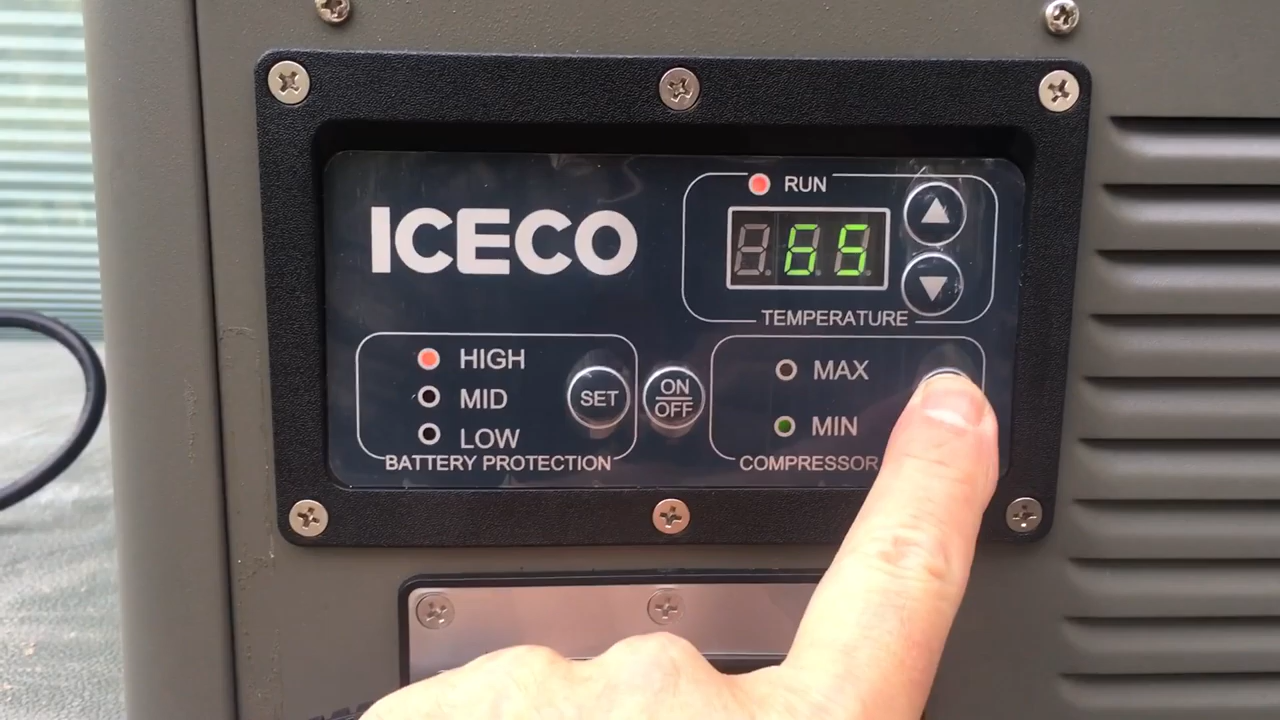 ICECO
RUN
65
TEMPERATURE
HIGH
MID
LOW
BATTERY PROTECTION
SET
ON
OFF
MAX
MIN
COMPRESSOR